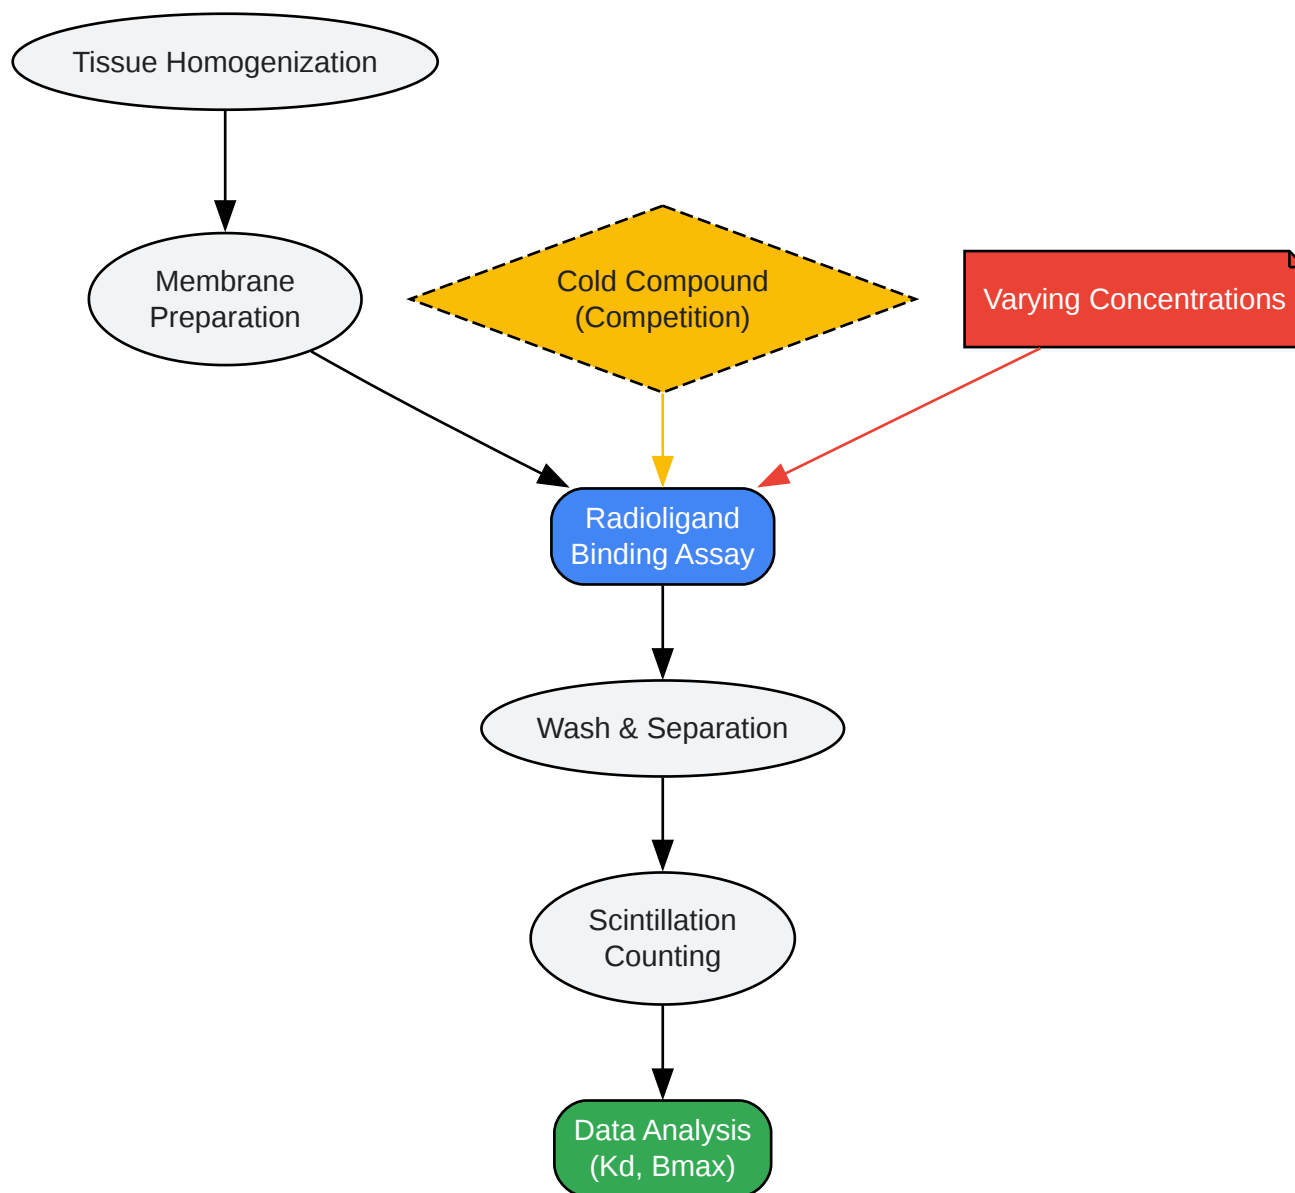 Tissue Homogenization
Membrane
Preparation
Cold Compound
(Competition)
Varying Concentrations
Radioligand
Binding Assay
Wash & Separation
Scintillation
Counting
Data Analysis
(Kd, Bmax)